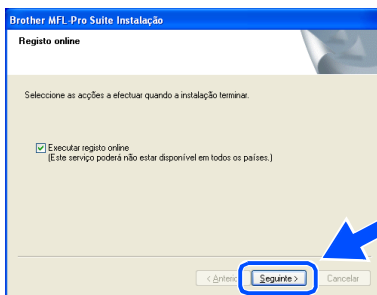 Brother MFL-Pro Suite Instalação
Registo online
Seleccione as acções a efectuar quando a instalação terminar.
Executar registo online
(Este serviço poderá não estar disponível em todos os países.)
< Anterio Seguinte > Cancelar